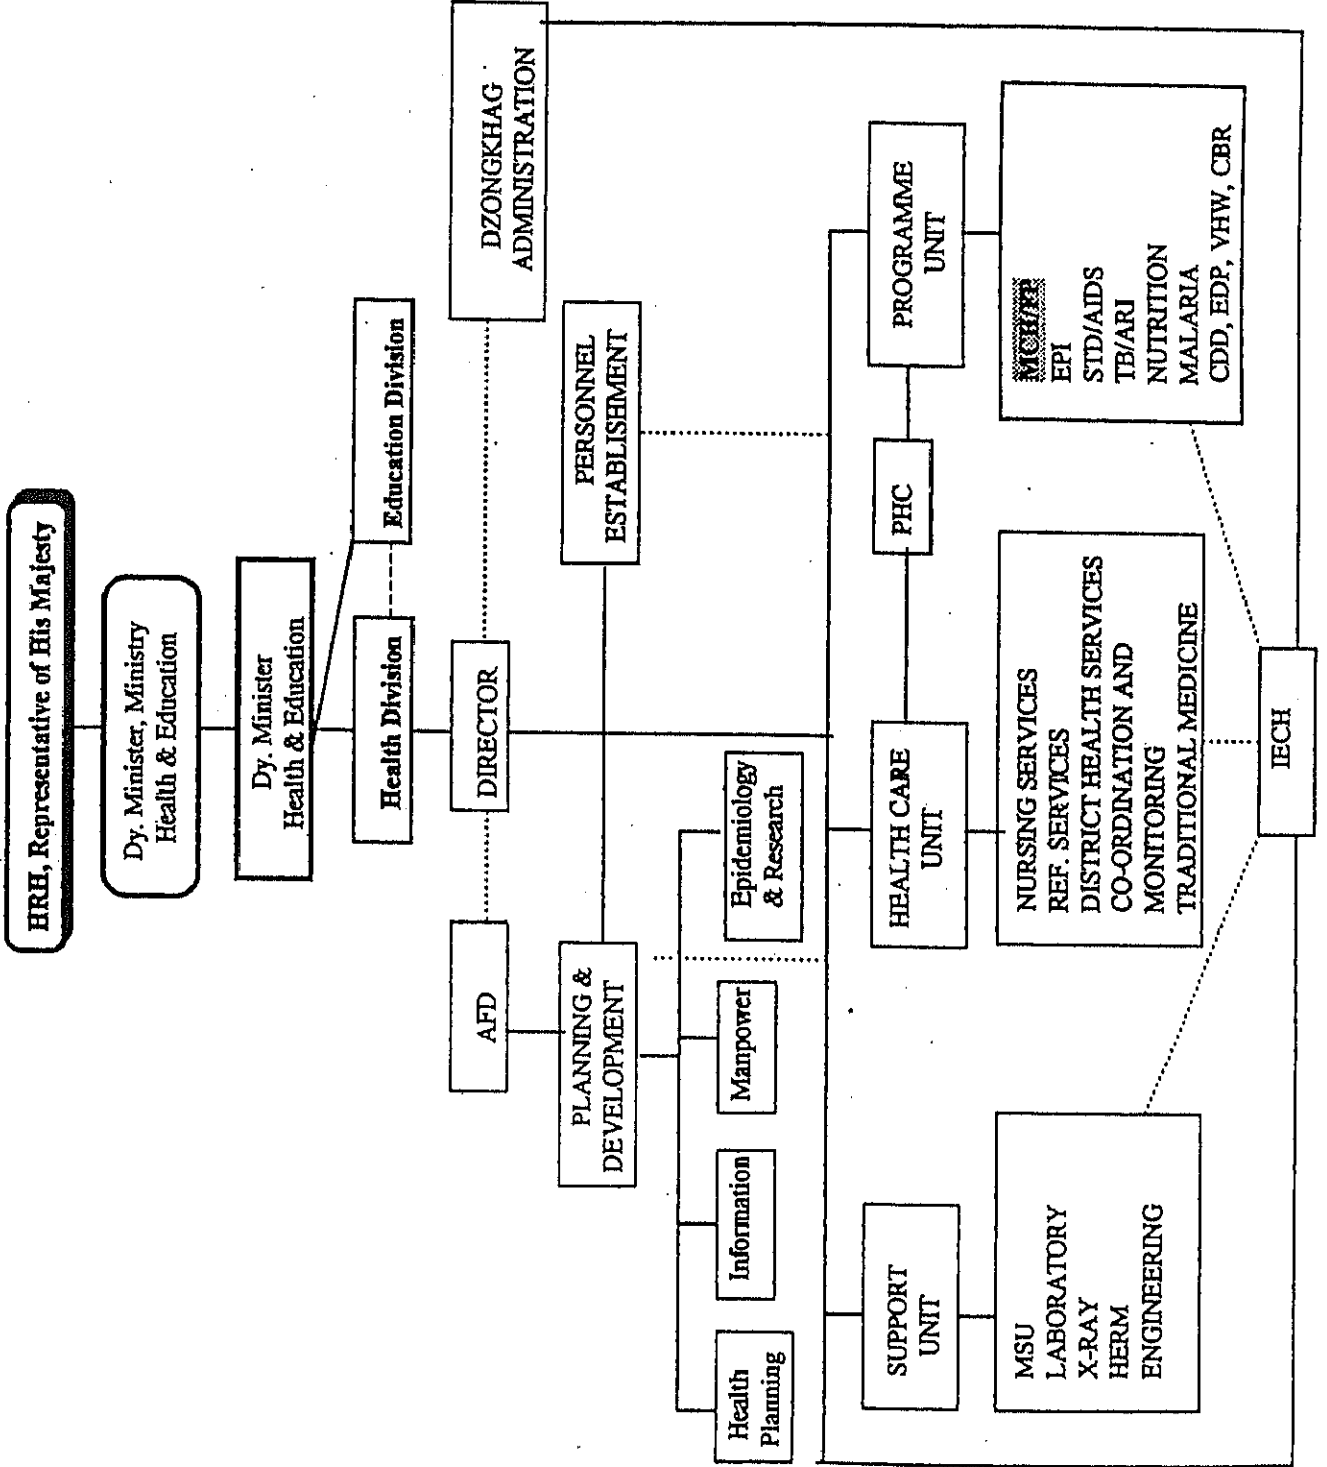 HRH, Representative of His Majesty
Dy. Minister, Ministry
Health & Education
Dy. Minister
Health & Education
Health Division
Education Division
AFD
DIRECTOR
DZONGKHAG
ADMINISTRATION
PLANNING &
DEVELOPMENT
PERSONNEL
ESTABLISHMENT
Health
Planning
Information
Manpower
Epidemiology
& Research
SUPPORT
UNIT
HEALTH CARE
UNIT
PHC
PROGRAMME
UNIT
MSU
LABORATORY
X-RAY
HERM
ENGINEERING
NURSING SERVICES
REF. SERVICES
DISTRICT HEALTH SERVICES
CO-ORDINATION AND
MONITORING
TRADITIONAL MEDICINE
MCH/FP
EPI
STD/AIDS
TB/ARI
NUTRITION
MALARIA
CDD, EDP, VHW, CBR
IECH